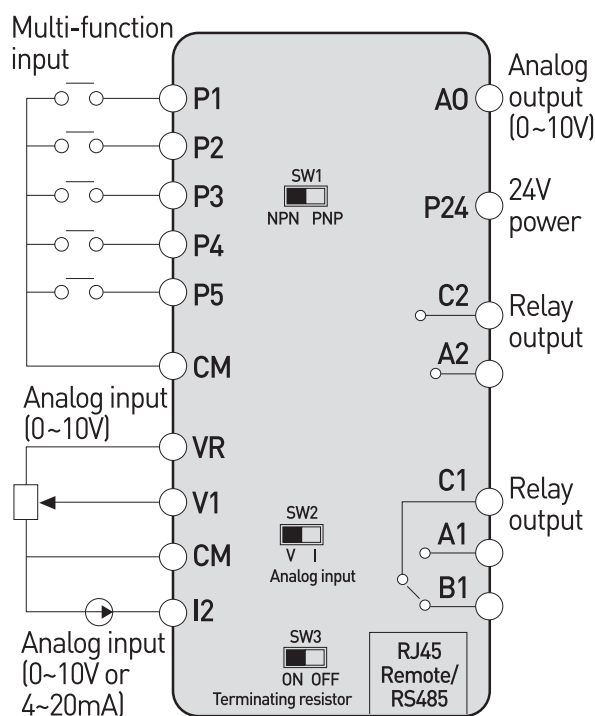 Multi-function
input
P1
P2
P3
P4
P5
CM
Analog input
(0~10V)
VR
V1
CM
I2
Analog input
(0~10V or
4~20mA)
SW1
NPN PNP
SW2
V I
Analog input
SW3
ON OFF
Terminating resistor
RJ45
Remote/
RS485
AO
Analog
output
(0~10V)
P24
24V
power
C2
A2
Relay
output
C1
A1
B1
Relay
output